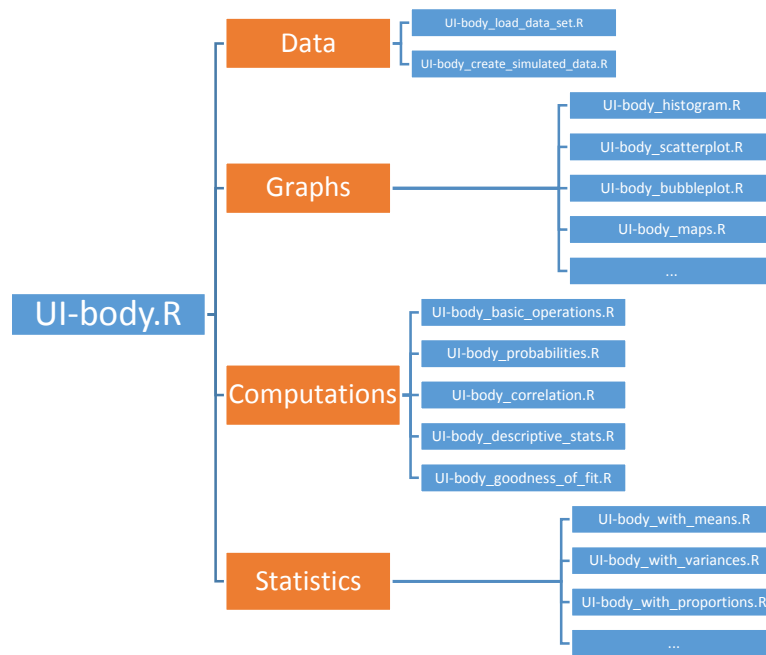 UI-body.R
Data
UI-body_load_data_set.R
UI-body_create_simulated_data.R
Graphs
UI-body_histogram.R
UI-body_scatterplot.R
UI-body_bubbleplot.R
UI-body_maps.R
...
Computations
UI-body_basic_operations.R
UI-body_probabilities.R
UI-body_correlation.R
UI-body_descriptive_stats.R
UI-body_goodness_of_fit.R
Statistics
UI-body_with_means.R
UI-body_with_variances.R
UI-body_with_proportions.R
...